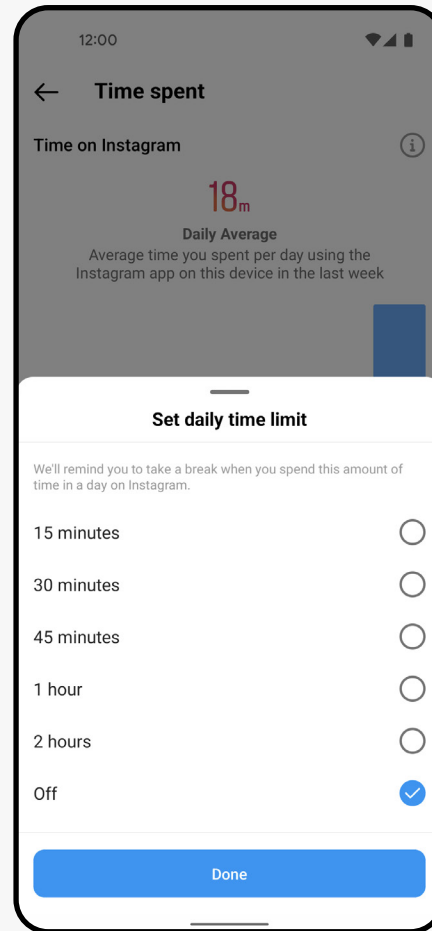 12:00
Time spent
Time on Instagram
18m
Daily Average
Average time you spent per day using the
Instagram app on this device in the last week
Set daily time limit
We'll remind you to take a break when you spend this amount of
time in a day on Instagram.
15 minutes
30 minutes
45 minutes
1 hour
2 hours
Off
Done